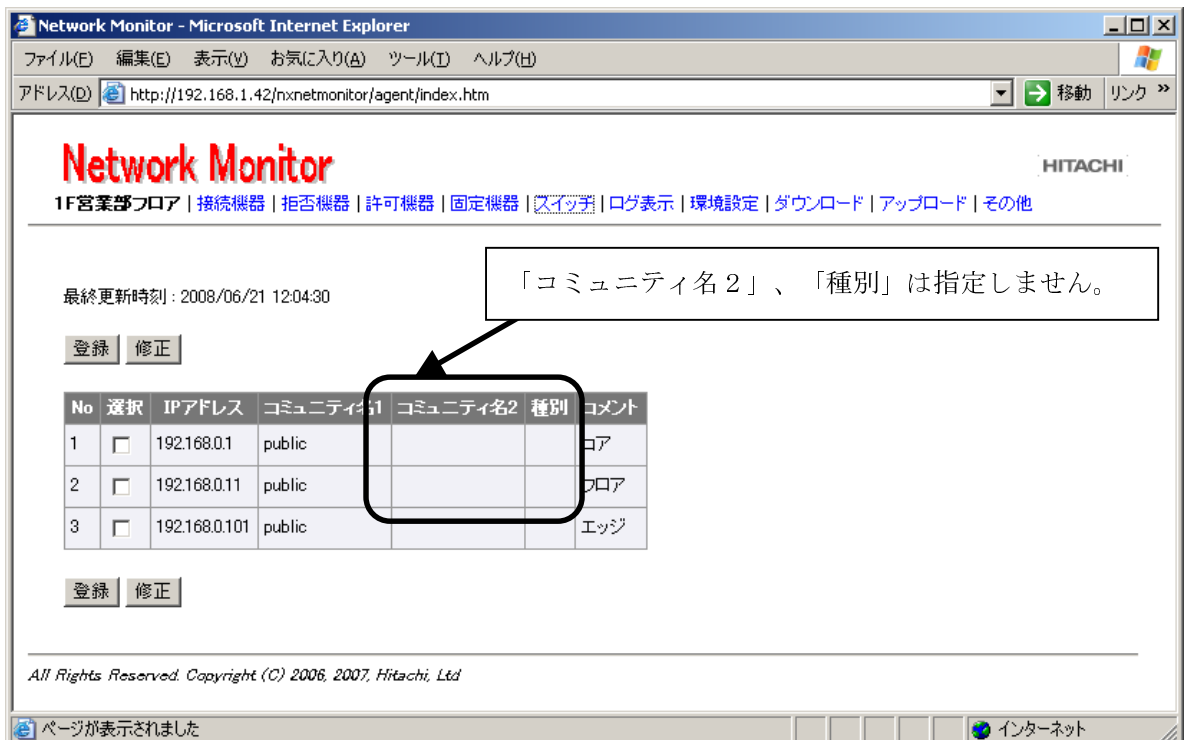 Network Monitor - Microsoft Internet Explorer
ファイル(F) 編集(E) 表示(V) お気に入り(A) ツール(T) ヘルプ(H)
アドレス(D) http://192.168.1.42/nxnetmonitor/agent/index.htm 移動 リンク »
Network Monitor HITACHI
1F営業部フロア | 接続機器 | 拒否機器 | 許可機器 | 固定機器 | スイッチ | ログ表示 | 環境設定 | ダウンロード | アップロード | その他
「コミュニティ名2」、「種別」は指定しません。
最終更新時刻 : 2008/06/21 12:04:30
登録 修正
No 選択 IPアドレス コミュニティ名1 コミュニティ名2 種別 コメント
1 192.168.0.1 public コア
2 192.168.0.11 public フロア
3 192.168.0.101 public エッジ
登録 修正
All Rights Reserved. Copyright (C) 2006, 2007, Hitachi, Ltd
ページが表示されました インターネット